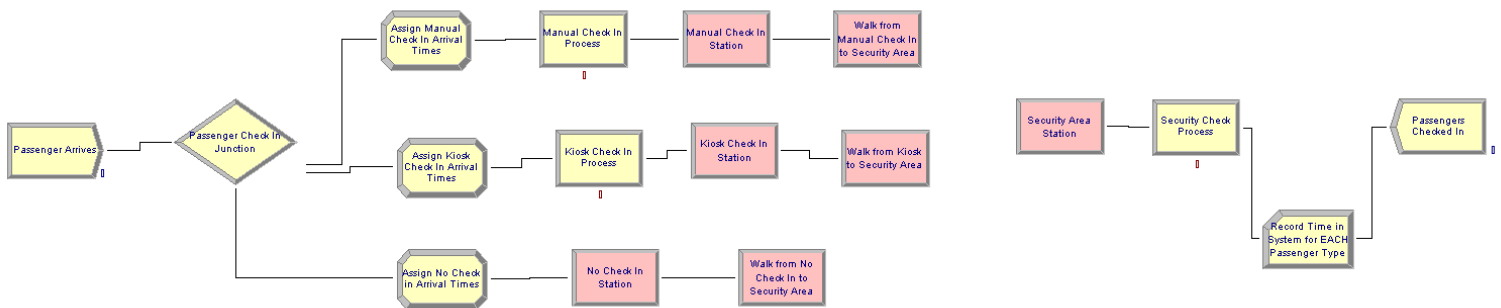 Passenger Arrives
Passenger Check In
Junction
Assign Manual
Check In Arrival
Times
Manual Check In
Process
Manual Check In
Station
Walk from
Manual Check In
to Security Area
Assign Kiosk
Check In Arrival
Times
Kiosk Check In
Process
Kiosk Check In
Station
Walk from Kiosk
to Security Area
Assign No Check
in Arrival Times
No Check In
Station
Walk from No
Check In to
Security Area
Security Area
Station
Security Check
Process
Record Time in
System for EACH
Passenger Type
Passengers
Checked In